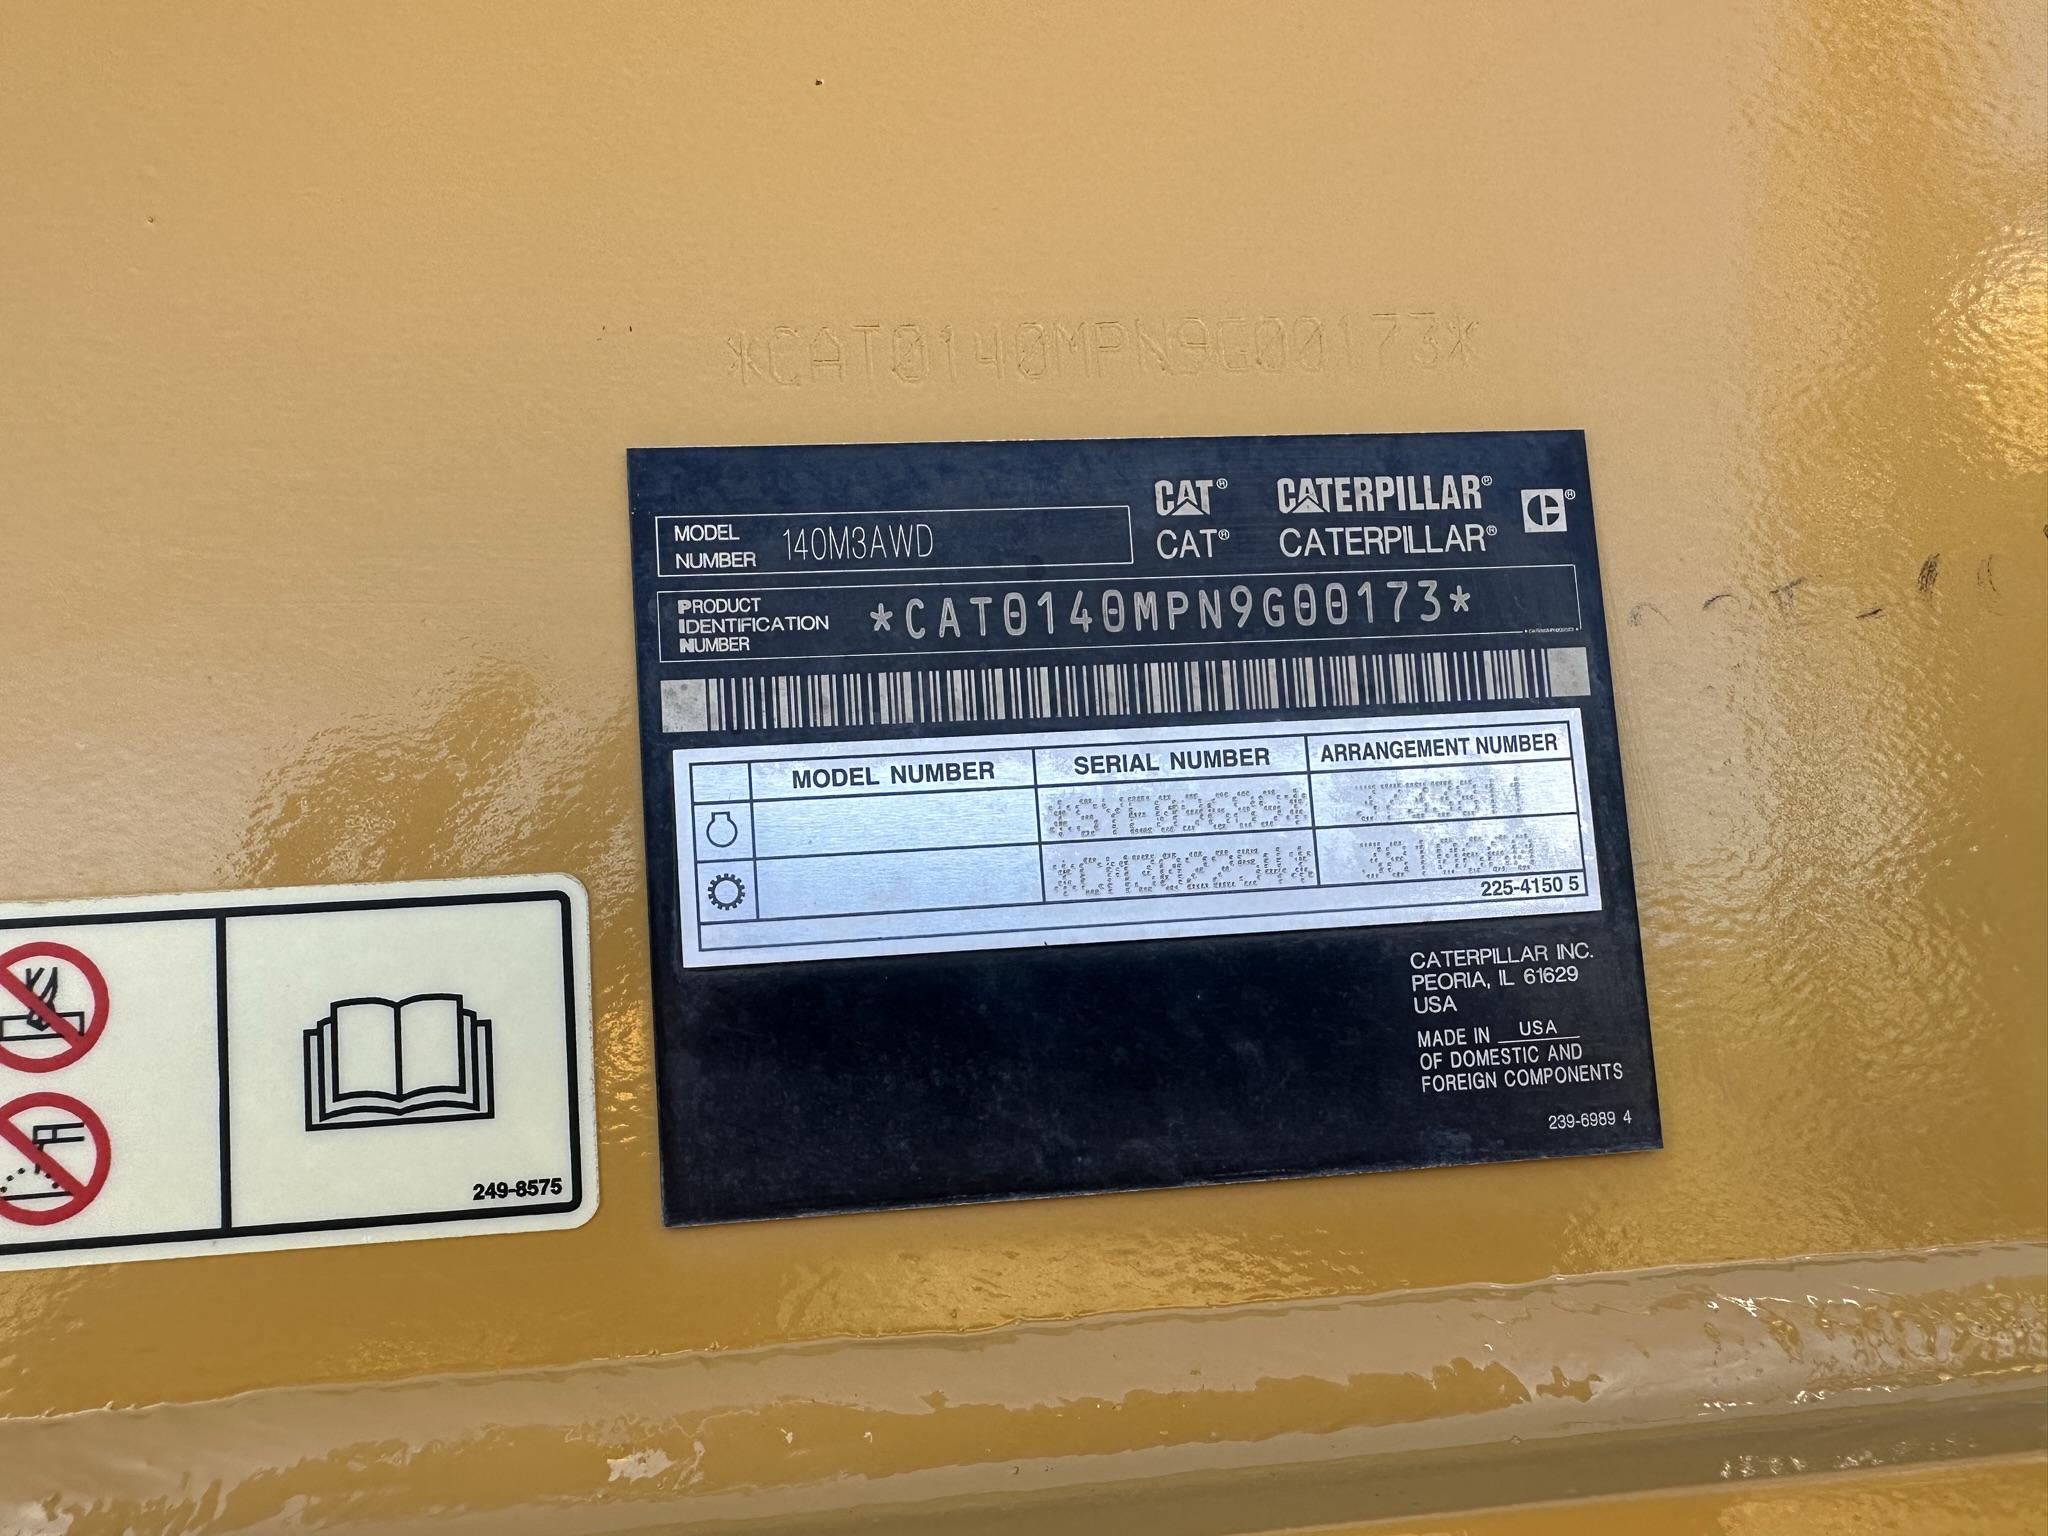 *CAT0140MPN9G00173*
MODEL NUMBER 140M3AWD
CAT® CATERPILLAR®
CAT® CATERPILLAR®
PRODUCT IDENTIFICATION NUMBER *CAT0140MPN9G00173*
MODEL NUMBER SERIAL NUMBER ARRANGEMENT NUMBER
225-4150 5
CATERPILLAR INC.
PEORIA, IL 61629
USA
MADE IN USA
OF DOMESTIC AND
FOREIGN COMPONENTS
239-6989 4
249-8575